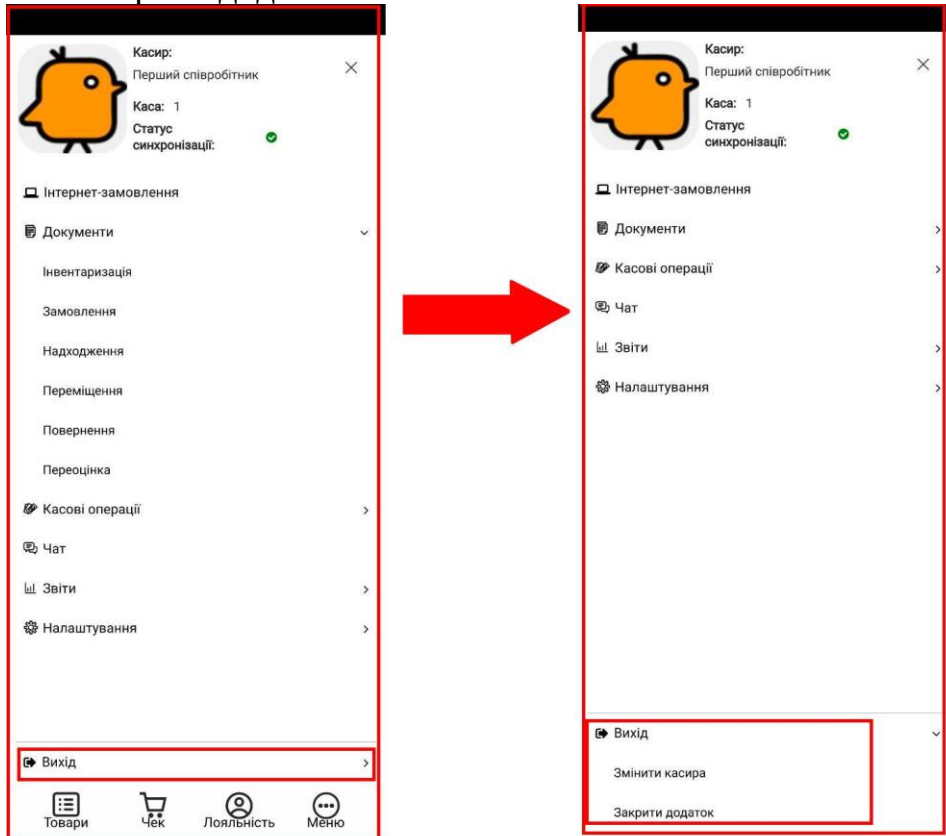 Касир:
Перший співробітник
Каса: 1
Статус
синхронізації:
Інтернет-замовлення
Документи
Інвентаризація
Замовлення
Надходження
Переміщення
Повернення
Переоцінка
Касові операції
Чат
Звіти
Налаштування
Вихід
Товари Чек Лояльність Меню
Касир:
Перший співробітник
Каса: 1
Статус
синхронізації:
Інтернет-замовлення
Документи
Касові операції
Чат
Звіти
Налаштування
Вихід
Змінити касира
Закрити додаток